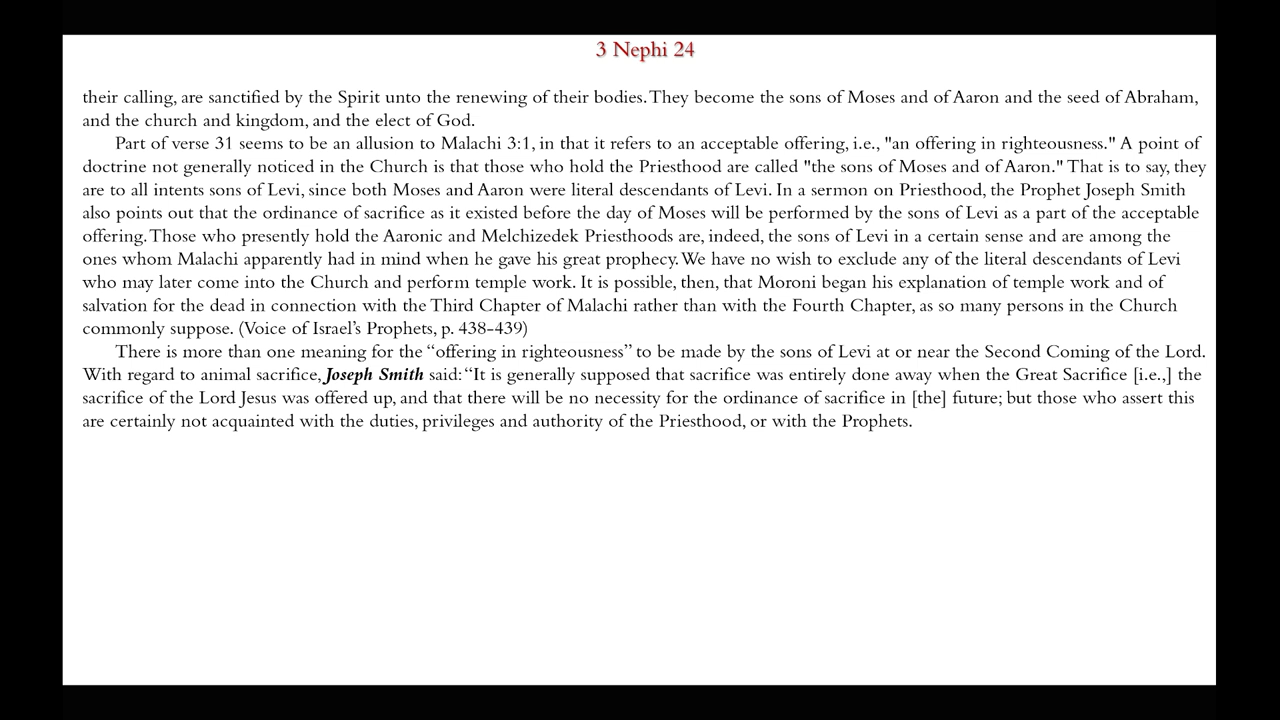 3 Nephi 24
their calling, are sanctified by the Spirit unto the renewing of their bodies. They become the sons of Moses and of Aaron and the seed of Abraham,
and the church and kingdom, and the elect of God.
Part of verse 31 seems to be an allusion to Malachi 3:1, in that it refers to an acceptable offering, i.e., "an offering in righteousness." A point of
doctrine not generally noticed in the Church is that those who hold the Priesthood are called "the sons of Moses and of Aaron." That is to say, they
are to all intents sons of Levi, since both Moses and Aaron were literal descendants of Levi. In a sermon on Priesthood, the Prophet Joseph Smith
also points out that the ordinance of sacrifice as it existed before the day of Moses will be performed by the sons of Levi as a part of the acceptable
offering. Those who presently hold the Aaronic and Melchizedek Priesthoods are, indeed, the sons of Levi in a certain sense and are among the
ones whom Malachi apparently had in mind when he gave his great prophecy. We have no wish to exclude any of the literal descendants of Levi
who may later come into the Church and perform temple work. It is possible, then, that Moroni began his explanation of temple work and of
salvation for the dead in connection with the Third Chapter of Malachi rather than with the Fourth Chapter, as so many persons in the Church
commonly suppose. (Voice of Israel’s Prophets, p. 438-439)
There is more than one meaning for the “offering in righteousness” to be made by the sons of Levi at or near the Second Coming of the Lord.
With regard to animal sacrifice, Joseph Smith said: “It is generally supposed that sacrifice was entirely done away when the Great Sacrifice [i.e.,] the
sacrifice of the Lord Jesus was offered up, and that there will be no necessity for the ordinance of sacrifice in [the] future; but those who assert this
are certainly not acquainted with the duties, privileges and authority of the Priesthood, or with the Prophets.